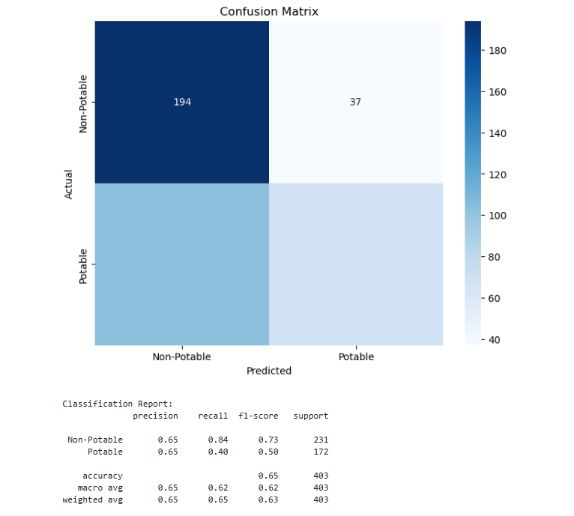 Confusion Matrix
Non-Potable
194
37
180
160
140
120
100
80
60
40
Actual
Potable
Non-Potable
Potable
Predicted
Classification Report:
precision recall f1-score support
Non-Potable 0.65 0.84 0.73 231
Potable 0.65 0.40 0.50 172
accuracy 0.65 403
macro avg 0.65 0.62 0.62 403
weighted avg 0.65 0.65 0.63 403